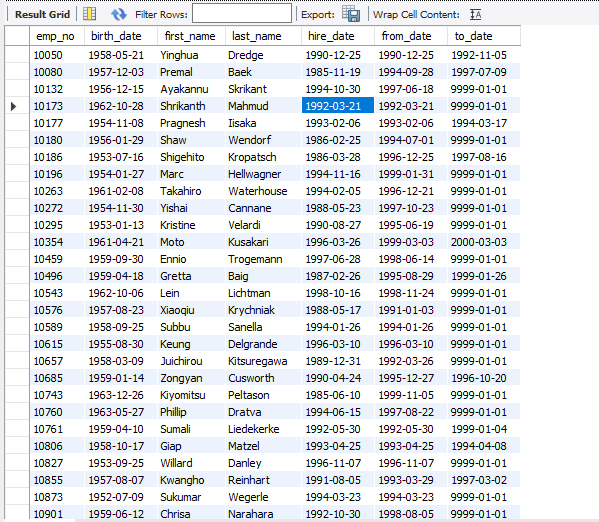 Result Grid Filter Rows: Export: Wrap Cell Content: IA
emp_no birth_date first_name last_name hire_date from_date to_date
10050 1958-05-21 Yinghua Dredge 1990-12-25 1990-12-25 1992-11-05
10080 1957-12-03 Premal Baek 1985-11-19 1994-09-28 1997-07-09
10132 1956-12-15 Ayakannu Skrikant 1994-10-30 1997-06-18 9999-01-01
10173 1962-10-28 Shrikanth Mahmud 1992-03-21 1992-03-21 9999-01-01
10177 1954-11-08 Pragnesh Iisaka 1993-02-06 1993-02-06 1994-03-17
10180 1956-01-29 Shaw Wendorf 1986-02-25 1994-07-01 9999-01-01
10186 1953-07-16 Shigehito Kropatsch 1986-03-28 1996-12-25 1997-08-16
10196 1954-01-27 Marc Hellwagner 1994-11-16 1999-01-31 9999-01-01
10263 1961-02-08 Takahiro Waterhouse 1994-02-05 1996-12-21 9999-01-01
10272 1954-11-30 Yishai Cannane 1988-05-23 1997-10-23 9999-01-01
10295 1953-01-13 Kristine Velardi 1990-08-27 1995-06-19 9999-01-01
10354 1961-04-21 Moto Kusakari 1996-03-26 1999-03-03 2000-03-03
10459 1959-09-30 Ennio Trogemann 1997-06-28 1998-06-14 9999-01-01
10496 1959-04-18 Gretta Baig 1987-02-26 1995-08-29 1999-01-26
10543 1962-10-06 Lein Lichtman 1998-10-16 1998-11-24 9999-01-01
10576 1957-08-23 Xiaoqiu Krychniak 1988-05-17 1991-01-03 9999-01-01
10589 1958-09-25 Subbu Sanella 1994-01-26 1994-01-26 9999-01-01
10615 1955-08-30 Keung Delgrande 1996-03-10 1996-03-10 9999-01-01
10657 1958-03-09 Juichirou Kitsuregawa 1989-12-31 1992-03-26 9999-01-01
10685 1959-01-14 Zongyan Cusworth 1990-04-24 1995-12-27 1996-10-20
10743 1963-12-26 Kiyomitsu Peltason 1985-06-10 1999-11-05 9999-01-01
10760 1963-05-27 Phillip Dratva 1994-06-15 1997-08-22 9999-01-01
10761 1959-04-10 Sumali Liedekerke 1992-05-30 1992-05-30 1999-01-04
10806 1958-10-17 Giap Matzel 1993-04-25 1993-04-25 1994-04-08
10827 1953-09-25 Willard Danley 1996-11-07 1996-11-07 9999-01-01
10855 1957-08-07 Kwangho Reinhart 1991-08-05 1993-03-29 1997-03-02
10873 1952-07-09 Sukumar Wegerle 1994-03-23 1994-03-23 9999-01-01
10901 1959-06-12 Chrisa Narahara 1992-10-30 1998-08-05 9999-01-01